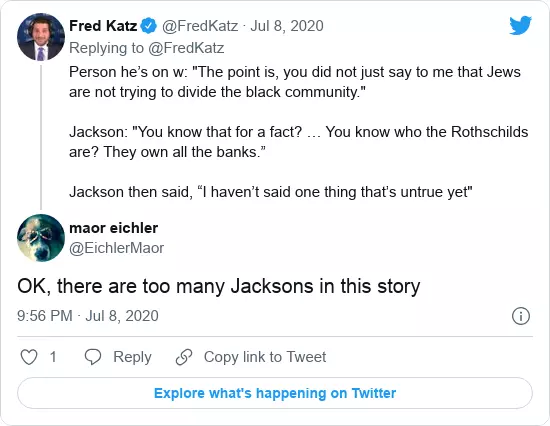 Fred Katz @FredKatz · Jul 8, 2020
Replying to @FredKatz
Person he’s on w: "The point is, you did not just say to me that Jews
are not trying to divide the black community."
Jackson: "You know that for a fact? … You know who the Rothschilds
are? They own all the banks.”
Jackson then said, “I haven’t said one thing that’s untrue yet"
maor eichler
@EichlerMaor
OK, there are too many Jacksons in this story
9:56 PM · Jul 8, 2020
1 Reply Copy link to Tweet
Explore what's happening on Twitter